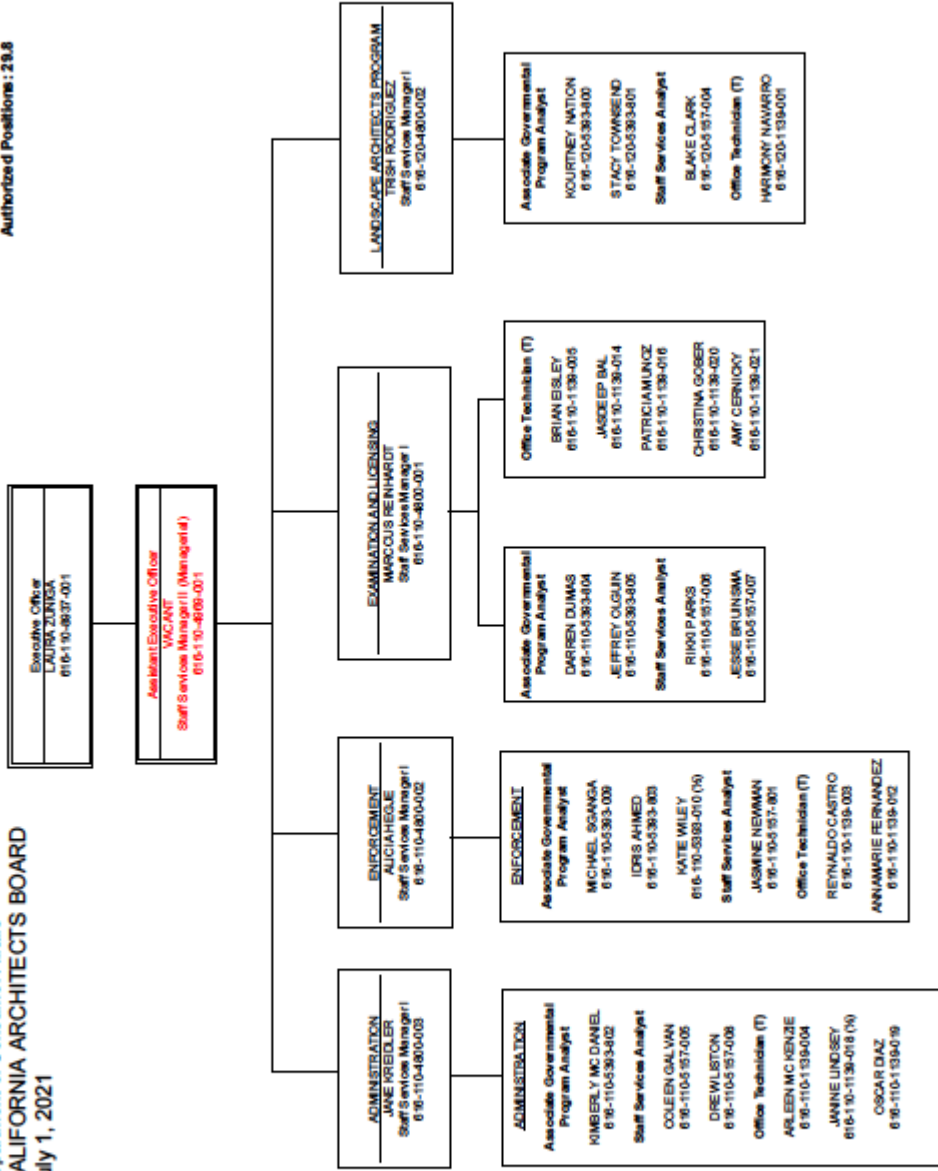 ALIFORNIA ARCHITECTS BOARD
uly 1, 2021
Authorized Positions: 29.8
Executive Officer
LAURA ZUNIGA
616-110-8937-001
Assistant Executive Officer
VACANT
Staff Services Manager II (Managerial)
616-110-4969-001
ADMINISTRATION
JANE KREIDLER
Staff Services Manager I
616-110-4800-003
ENFORCEMENT
ALICIA HEGJE
Staff Services Manager I
616-110-4800-002
EXAMINATION AND LICENSING
MARCCUS REINHARDT
Staff Services Manager I
616-110-4800-001
LANDSCAPE ARCHITECTS PROGRAM
TRISH RODRIGUEZ
Staff Services Manager I
616-120-4800-002
ADMINISTRATION
Associate Governmental
Program Analyst
KIMBERLY MC DANIEL
616-110-5393-802
Staff Services Analyst
COLEEN GALVAN
616-110-5157-005
DREW LISTON
616-110-5157-008
Office Technician (T)
ARLEEN MC KENZIE
616-110-1139-004
JANINE LINDSEY
616-110-1139-018 (½)
OSCAR DIAZ
616-110-1139-019
ENFORCEMENT
Associate Governmental
Program Analyst
MICHAEL SGANGA
616-110-5393-009
IDRIS AHMED
616-110-5393-803
KATIE WILEY
616-110-5393-010 (½)
Staff Services Analyst
JASMINE NEWMAN
616-110-5157-801
Office Technician (T)
REYNALDO CASTRO
616-110-1139-003
ANNAMARIE FERNANDEZ
616-110-1139-012
Associate Governmental
Program Analyst
DARREN DUMAS
616-110-5393-804
JEFFREY OLGUIN
616-110-5393-805
Staff Services Analyst
RIKKI PARKS
616-110-5157-006
JESSE BRUINSMA
616-110-5157-007
Office Technician (T)
BRIAN EISLEY
616-110-1139-005
JASDEEP BAL
616-110-1139-014
PATRICIA MUNOZ
616-110-1139-016
CHRISTINA GOBER
616-110-1139-020
AMY CERNICKY
616-110-1139-021
Associate Governmental
Program Analyst
KOURTNEY NATION
616-120-5393-800
STACY TOWNSEND
616-120-5393-801
Staff Services Analyst
BLAKE CLARK
616-120-5157-004
Office Technician (T)
HARMONY NAVARRO
616-120-1139-001